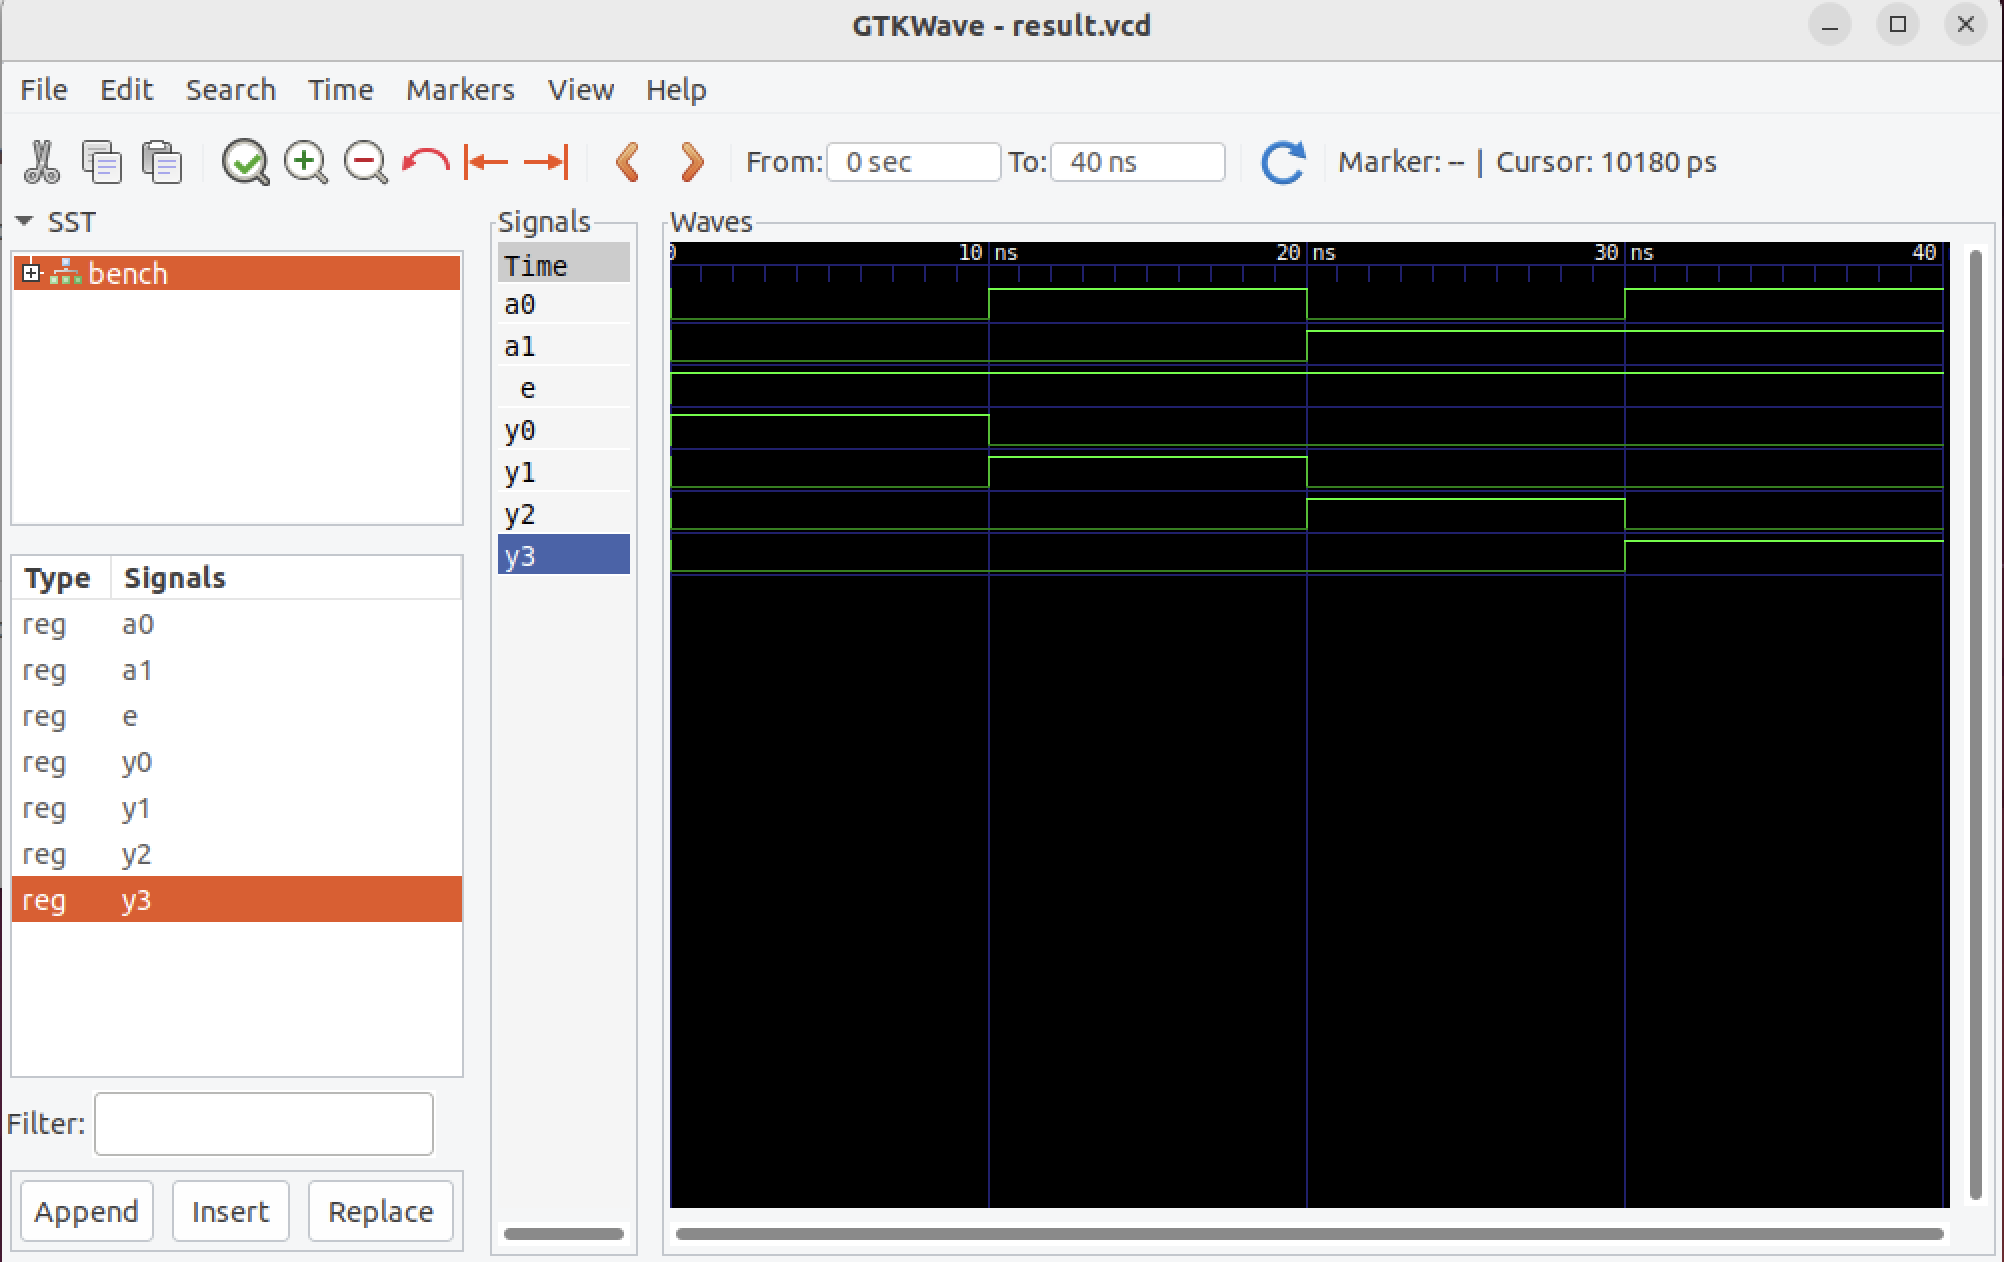 GTKWave - result.vcd
File Edit Search Time Markers View Help
From: 0 sec To: 40 ns Marker: -- | Cursor: 10180 ps
SST
bench
Type Signals
reg a0
reg a1
reg e
reg y0
reg y1
reg y2
reg y3
Filter:
Append Insert Replace
Signals
Time
a0
a1
e
y0
y1
y2
y3
Waves
0 10 ns 20 ns 30 ns 40